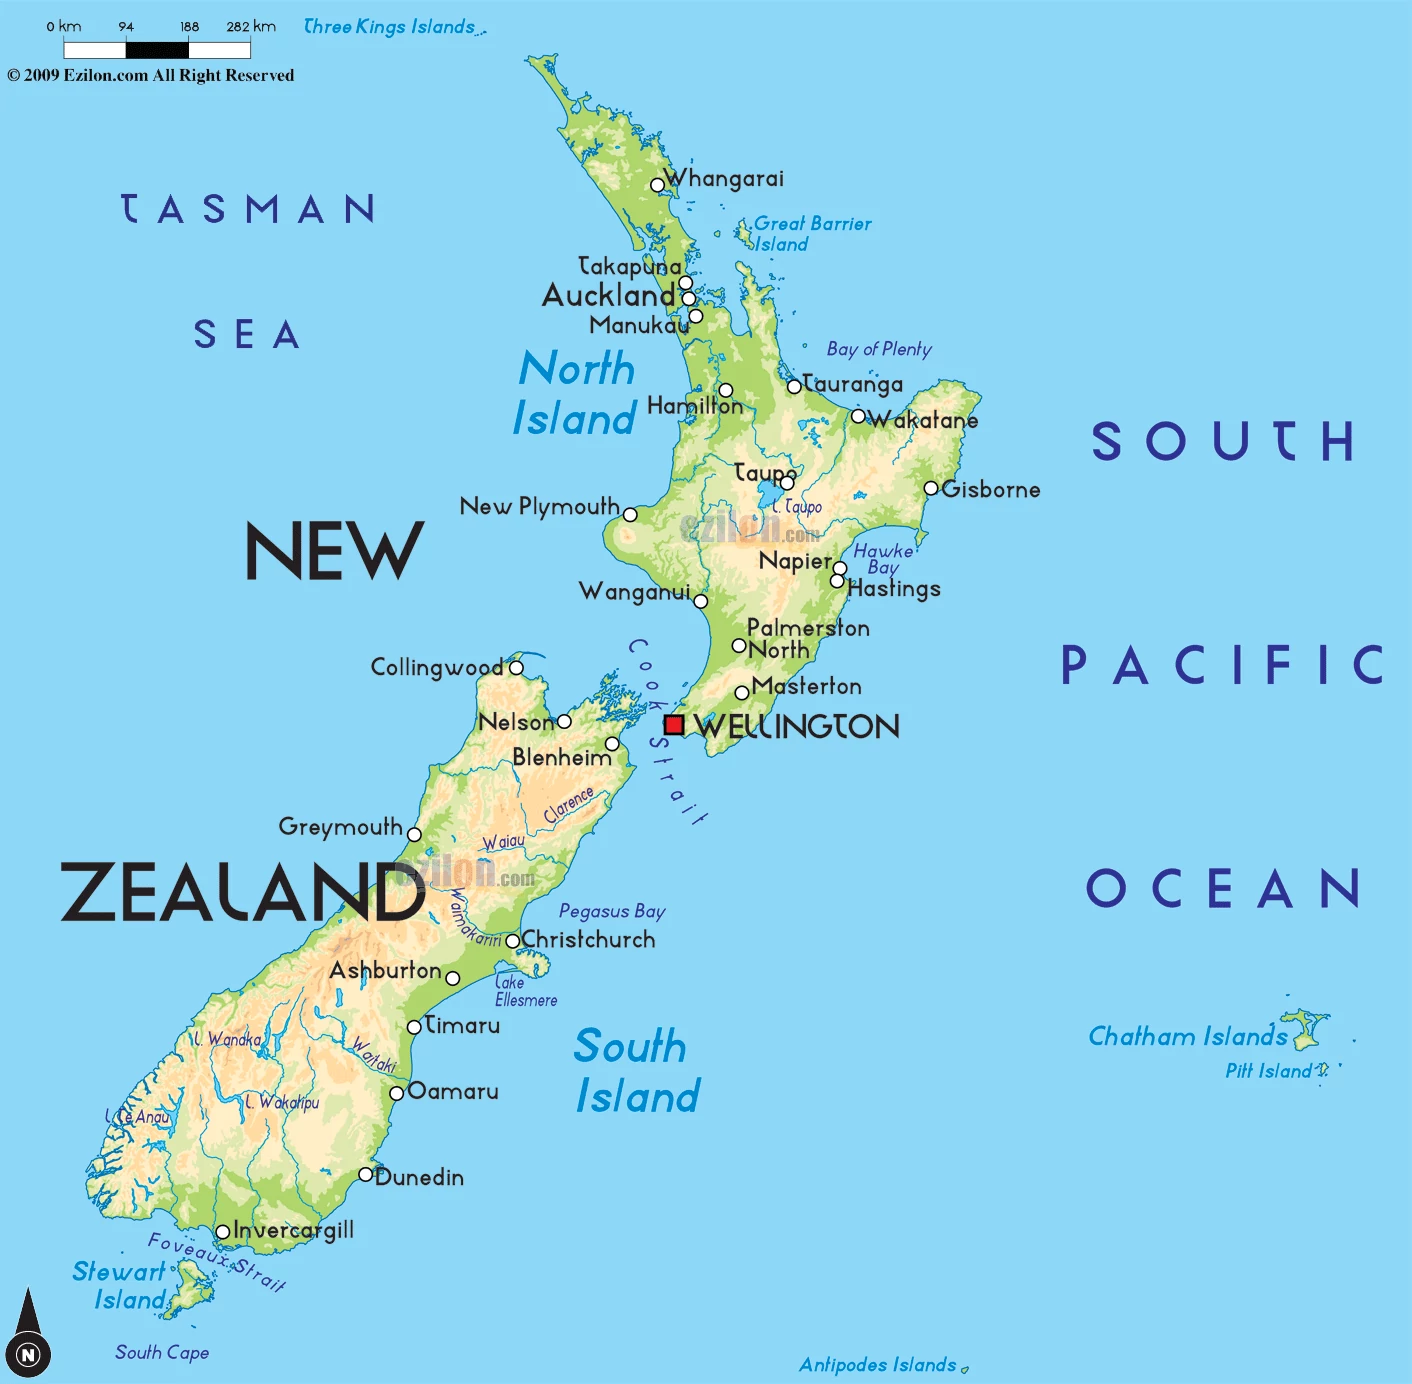 0 km 94 188 282 km
© 2009 Ezilon.com All Right Reserved
Three Kings Islands
TASMAN
SEA
Whangarai
Great Barrier
Island
Takapuna
Auckland
Manukau
North
Island
Bay of Plenty
Tauranga
Hamilton
Wakatane
SOUTH
PACIFIC
OCEAN
Taupo
L. Taupo
Gisborne
New Plymouth
ezilon.com
NEW
ZEALAND
Hawke
Bay
Napier
Hastings
Wanganui
Palmerston
North
Masterton
Cook Strait
WELLINGTON
Collingwood
Nelson
Blenheim
Clarence
Greymouth
Waiau
ezilon.com
Waimakariri
Pegasus Bay
Christchurch
Ashburton
Lake
Ellesmere
Timaru
L. Wanaka
Waitaki
South
Island
Chatham Islands
Pitt Island
Oamaru
L. Wakatipu
L. Te Anau
Dunedin
Invercargill
Foveaux Strait
Stewart
Island
N
South Cape
Antipodes Islands